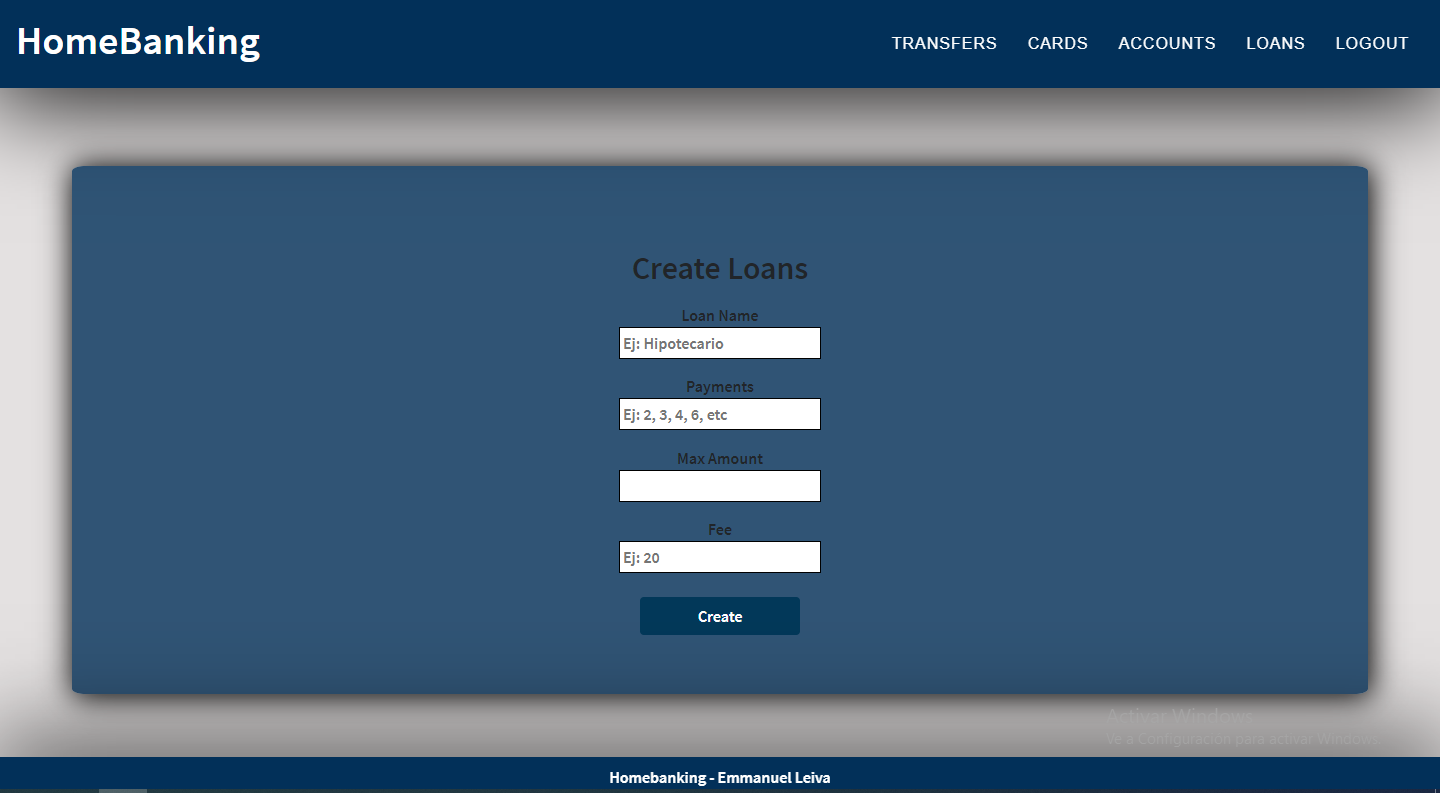 HomeBanking
TRANSFERS CARDS ACCOUNTS LOANS LOGOUT
Create Loans
Loan Name
Ej: Hipotecario
Payments
Ej: 2, 3, 4, 6, etc
Max Amount
Fee
Ej: 20
Create
Activar Windows
Ve a Configuración para activar Windows.
Homebanking - Emmanuel Leiva